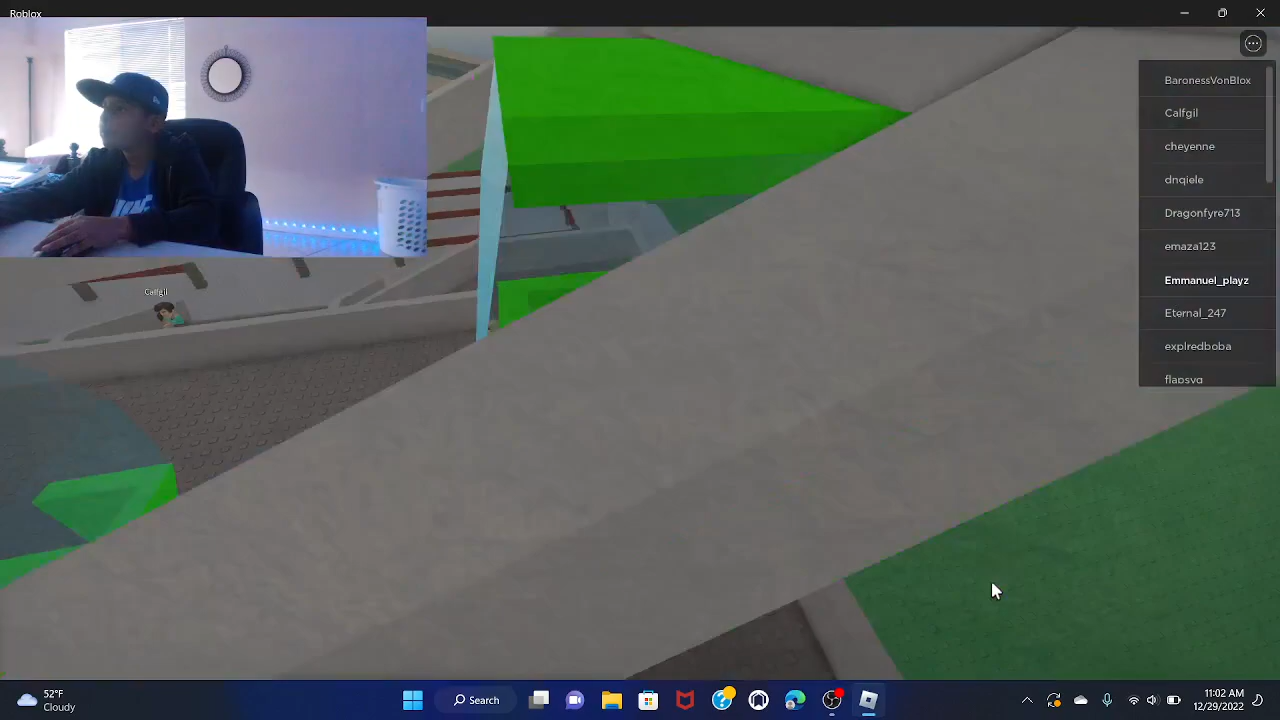 Roblox
BaronessVonBlox
Calfgil
cheyenne
dnqiele
Dragonfyre713
emaza123
Emmanuel_playz
Eternal_247
explredboba
flapsva
Calfgil
52°F
Cloudy
Search
11:02 AM
12/29/2022